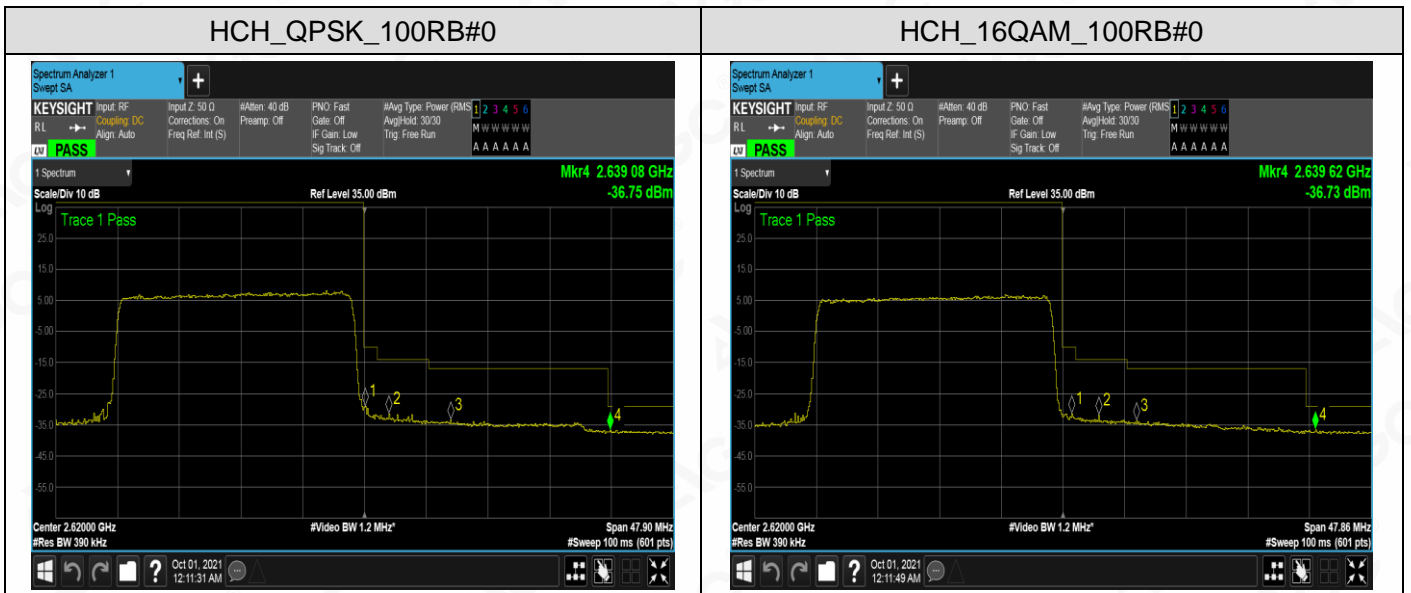 HCH_QPSK_100RB#0
HCH_16QAM_100RB#0
Spectrum Analyzer 1
Swept SA
+
KEYSIGHT
RL
LXI
PASS
Input: RF
Coupling: DC
Align: Auto
Input Z: 50 Ω
Corrections: On
Freq Ref: Int (S)
#Atten: 40 dB
Preamp: Off
PNO: Fast
Gate: Off
IF Gain: Low
Sig Track: Off
#Avg Type: Power (RMS
Avg|Hold: 30/30
Trig: Free Run
1 2 3 4 5 6
M W W W W W
A A A A A A
1 Spectrum
Scale/Div 10 dB
Ref Level 35.00 dBm
Mkr4 2.639 08 GHz
-36.75 dBm
Log
Trace 1 Pass
25.0
15.0
5.00
-5.00
-15.0
-25.0
-35.0
-45.0
-55.0
1
2
3
4
Center 2.62000 GHz
#Res BW 390 kHz
#Video BW 1.2 MHz*
Span 47.90 MHz
#Sweep 100 ms (601 pts)
?
Oct 01, 2021
12:11:31 AM
Spectrum Analyzer 1
Swept SA
+
KEYSIGHT
RL
LXI
PASS
Input: RF
Coupling: DC
Align: Auto
Input Z: 50 Ω
Corrections: On
Freq Ref: Int (S)
#Atten: 40 dB
Preamp: Off
PNO: Fast
Gate: Off
IF Gain: Low
Sig Track: Off
#Avg Type: Power (RMS
Avg|Hold: 30/30
Trig: Free Run
1 2 3 4 5 6
M W W W W W
A A A A A A
1 Spectrum
Scale/Div 10 dB
Ref Level 35.00 dBm
Mkr4 2.639 62 GHz
-36.73 dBm
Log
Trace 1 Pass
25.0
15.0
5.00
-5.00
-15.0
-25.0
-35.0
-45.0
-55.0
1
2
3
4
Center 2.62000 GHz
#Res BW 390 kHz
#Video BW 1.2 MHz*
Span 47.86 MHz
#Sweep 100 ms (601 pts)
?
Oct 01, 2021
12:11:49 AM